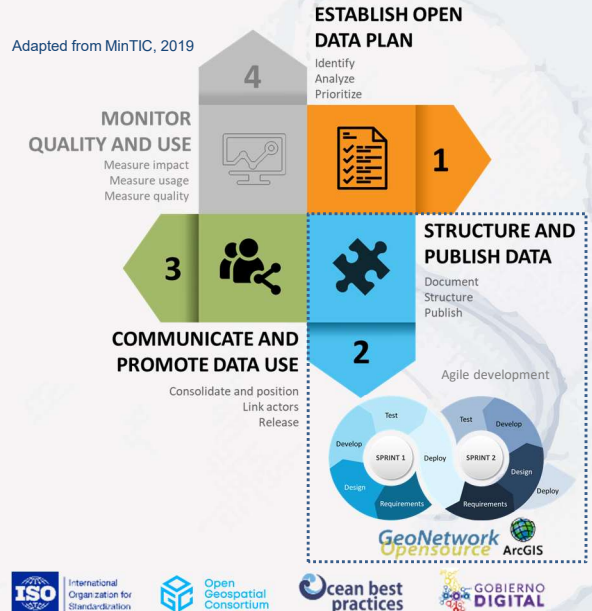 Adapted from MinTIC, 2019
ESTABLISH OPEN
DATA PLAN
Identify
Analyze
Prioritize
1
STRUCTURE AND
PUBLISH DATA
Document
Structure
Publish
2
Agile development
Test
Develop
Design
Requirements
SPRINT 1
Deploy
Test
Develop
Design
Requirements
SPRINT 2
Deploy
GeoNetwork
Opensource
ArcGIS
3
COMMUNICATE AND
PROMOTE DATA USE
Consolidate and position
Link actors
Release
4
MONITOR
QUALITY AND USE
Measure impact
Measure usage
Measure quality
ISO
International
Organization for
Standardization
Open
Geospatial
Consortium
Ocean best
practices
GOBIERNO
DIGITAL